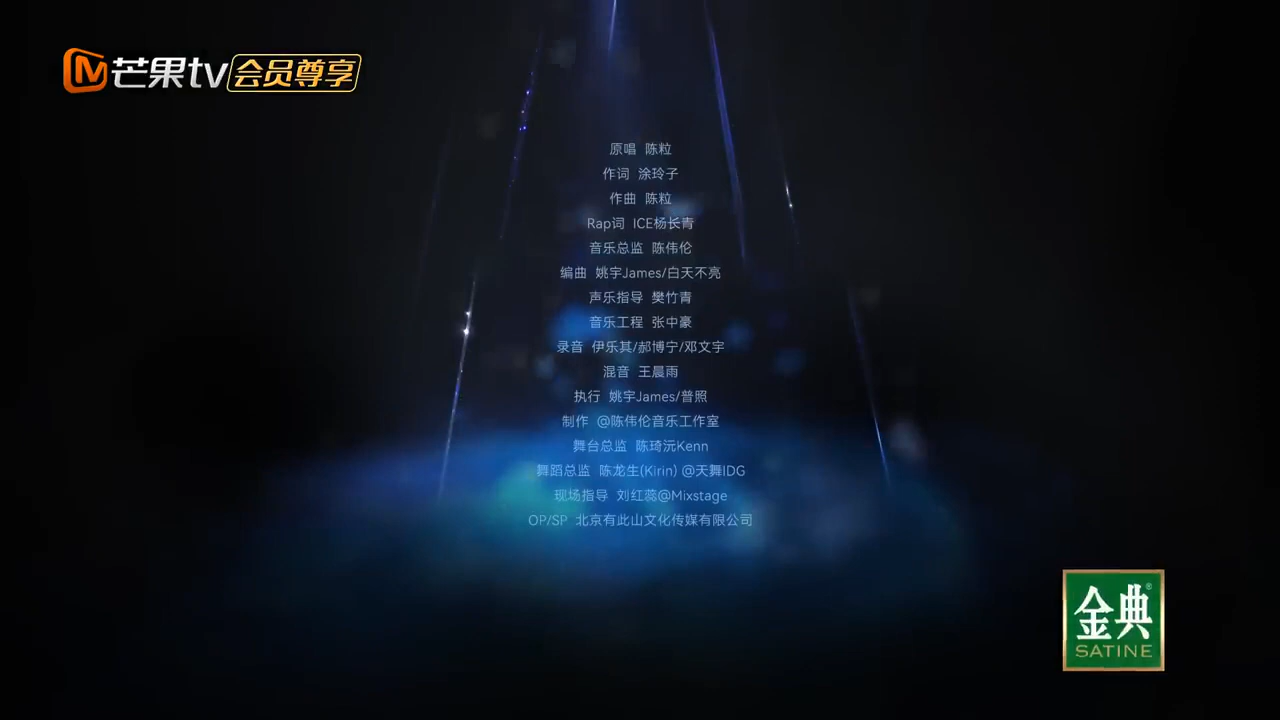 芒果tv会员尊享
原唱 陈粒
作词 涂玲子
作曲 陈粒
Rap词 ICE杨长青
音乐总监 陈伟伦
编曲 姚宇James/白天不亮
声乐指导 樊竹青
音乐工程 张中豪
录音 伊乐其/郝博宁/邓文宇
混音 王晨雨
执行 姚宇James/普照
制作 @陈伟伦音乐工作室
舞台总监 陈琦沅Kenn
舞蹈总监 陈龙生(Kirin) @天舞IDG
现场指导 刘红蕊@Mixstage
OP/SP 北京有此山文化传媒有限公司
金典®
SATINE